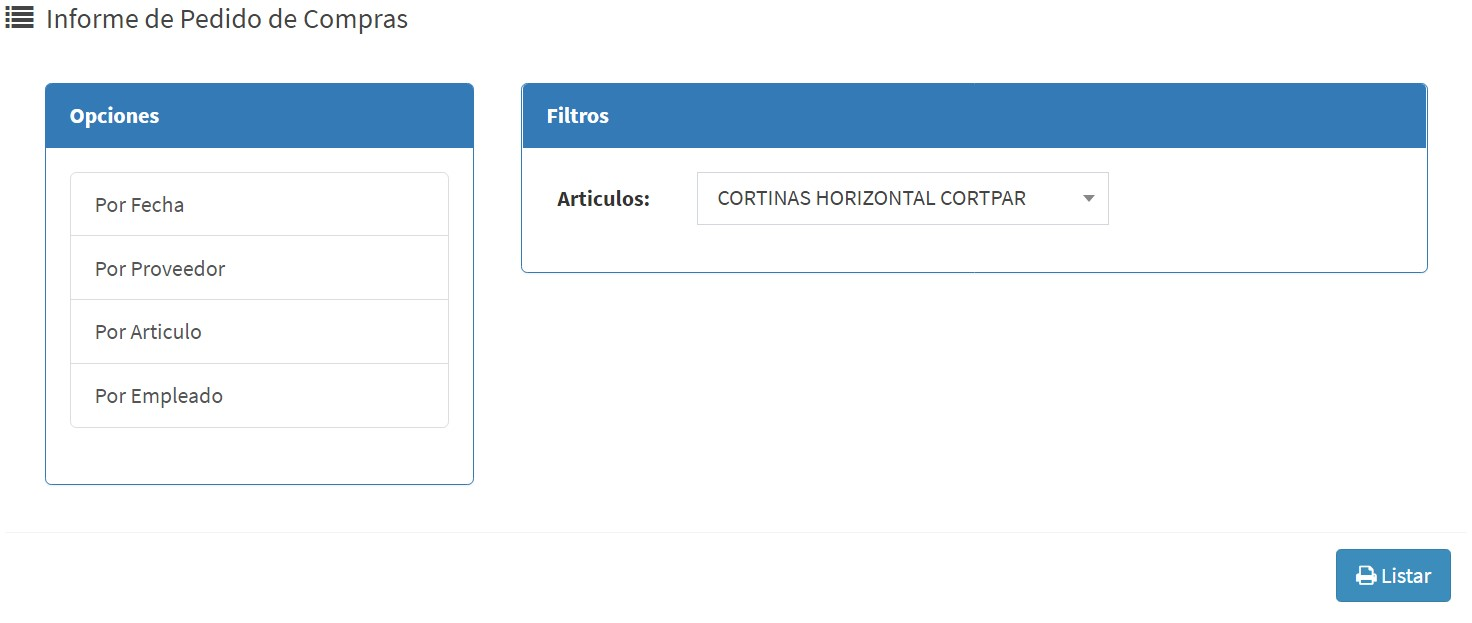 Informe de Pedido de Compras
Opciones
Por Fecha
Por Proveedor
Por Articulo
Por Empleado
Filtros
Articulos:
CORTINAS HORIZONTAL CORTPAR
Listar